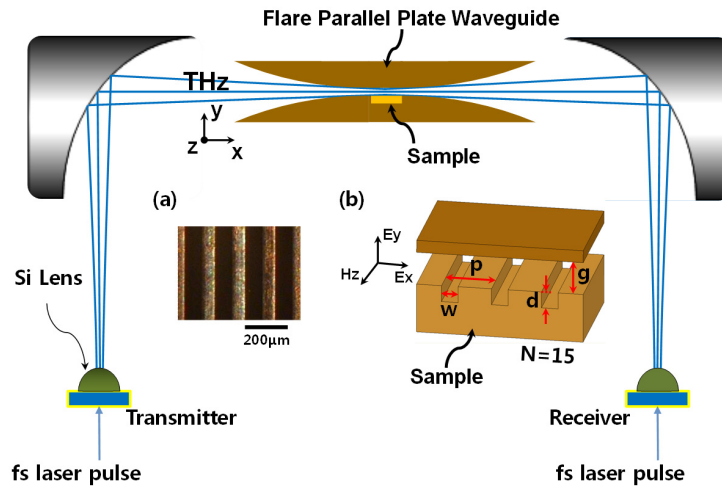 Flare Parallel Plate Waveguide
THz
y
z
x
Sample
(a)
(b)
Ey
Hz
Ex
p
g
w
d
200μm
N=15
Sample
Si Lens
Transmitter
Receiver
fs laser pulse
fs laser pulse